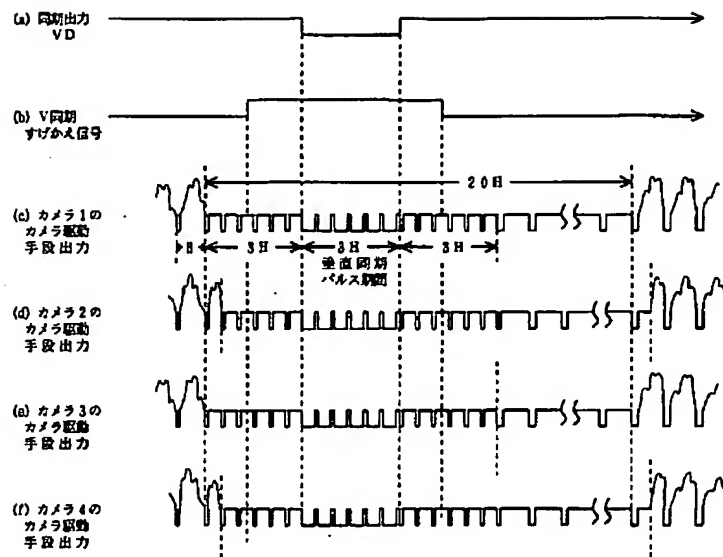 (a) 同期出力
VD
(b) V同期
すげかえ信号
20H
(c) カメラ1の
カメラ駆動
手段出力
H
3H
3H
3H
垂直同期
パルス期間
(d) カメラ2の
カメラ駆動
手段出力
(e) カメラ3の
カメラ駆動
手段出力
(f) カメラ4の
カメラ駆動
手段出力